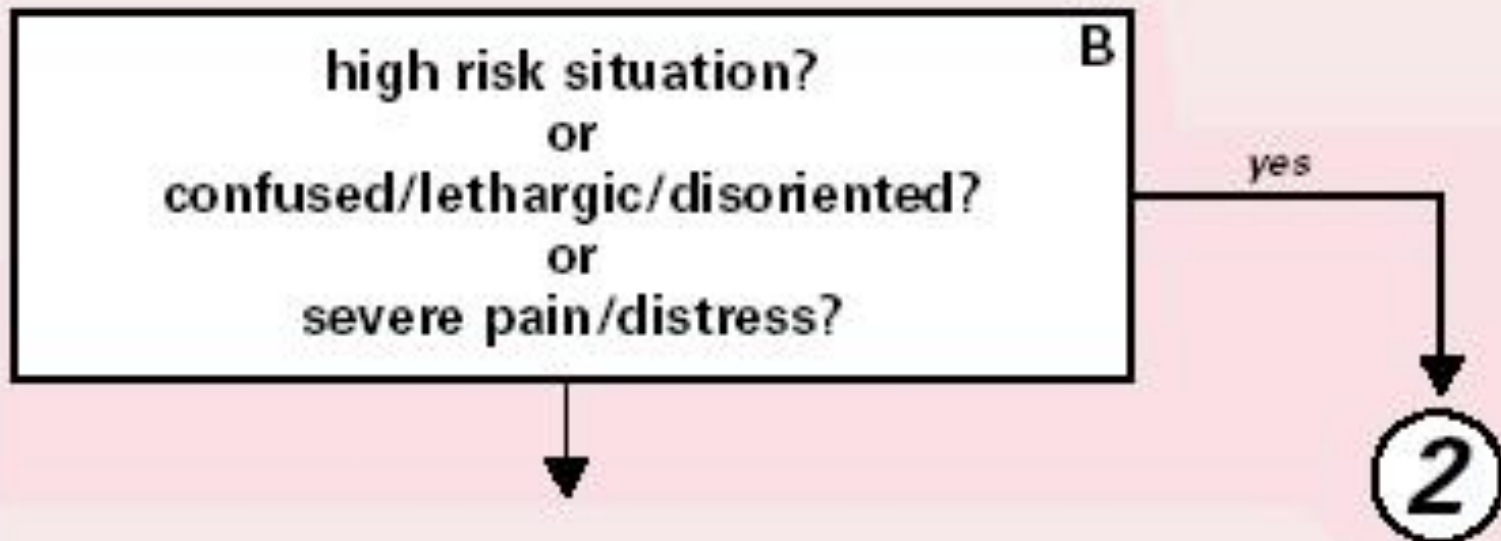 B
high risk situation?
or
confused/lethargic/disoriented?
or
severe pain/distress?
yes
2